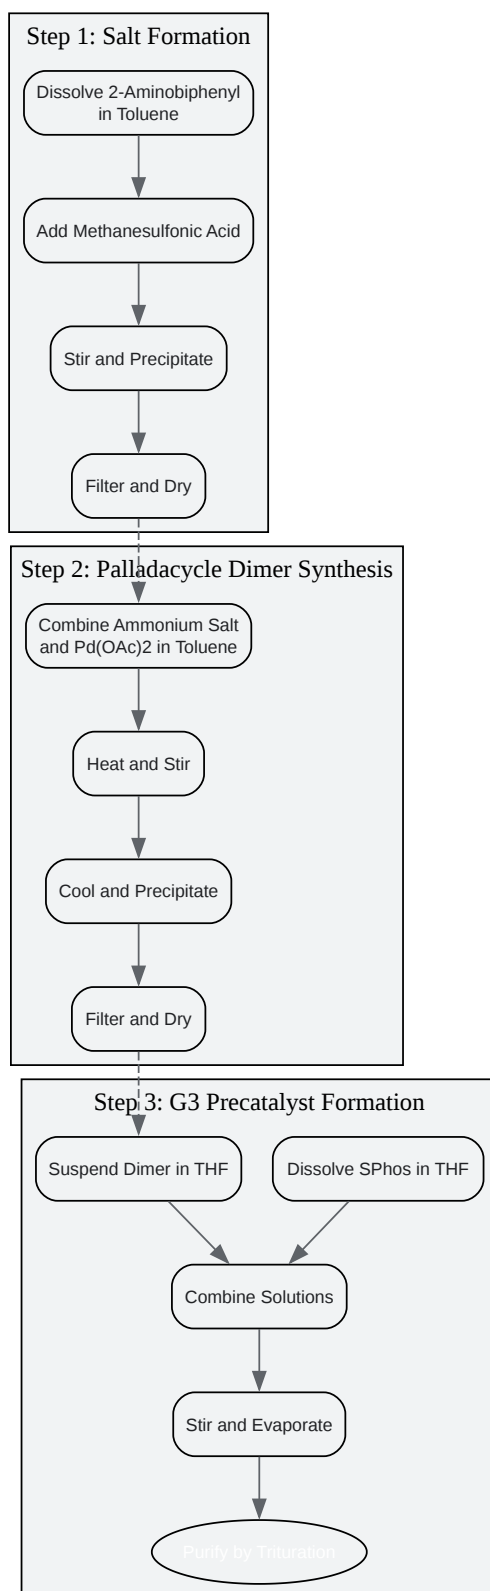 Step 1: Salt Formation
Dissolve 2-Aminobiphenyl
in Toluene
Add Methanesulfonic Acid
Stir and Precipitate
Filter and Dry
Step 2: Palladacycle Dimer Synthesis
Combine Ammonium Salt
and Pd(OAc)2 in Toluene
Heat and Stir
Cool and Precipitate
Filter and Dry
Step 3: G3 Precatalyst Formation
Suspend Dimer in THF
Dissolve SPhos in THF
Combine Solutions
Stir and Evaporate
Purify by Trituration